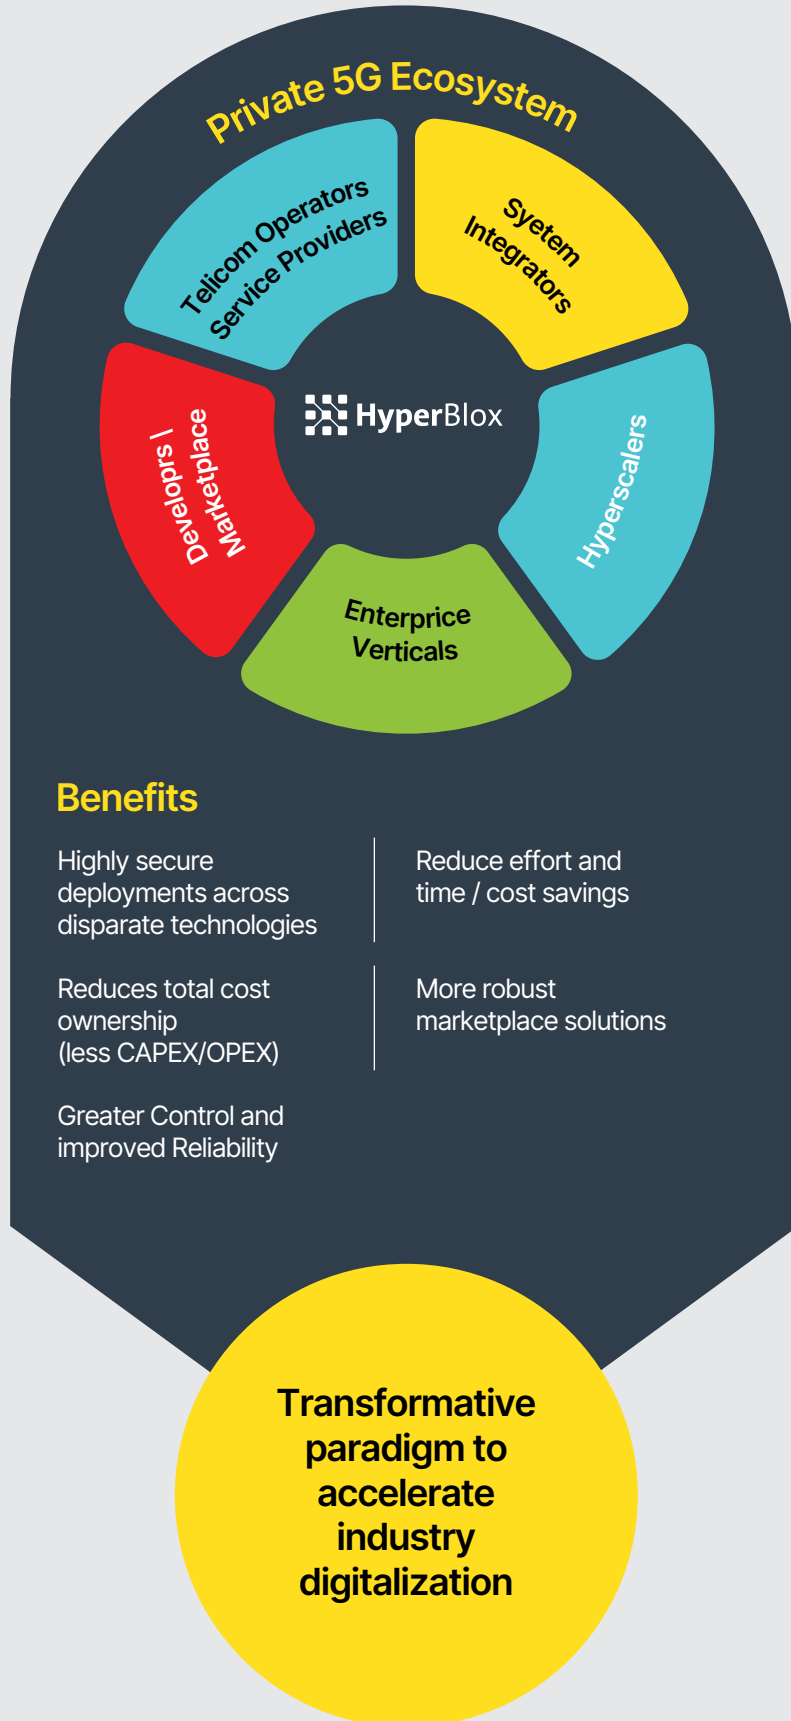 Private 5G Ecosystem
Telicom Operators
Service Providers
Syetem
Integrators
Developrs |
Marketplace
HyperBlox
Hyperscalers
Enterprice
Verticals
Benefits
Highly secure
deployments across
disparate technologies
Reduce effort and
time / cost savings
Reduces total cost
ownership
(less CAPEX/OPEX)
More robust
marketplace solutions
Greater Control and
improved Reliability
Transformative
paradigm to
accelerate
industry
digitalization